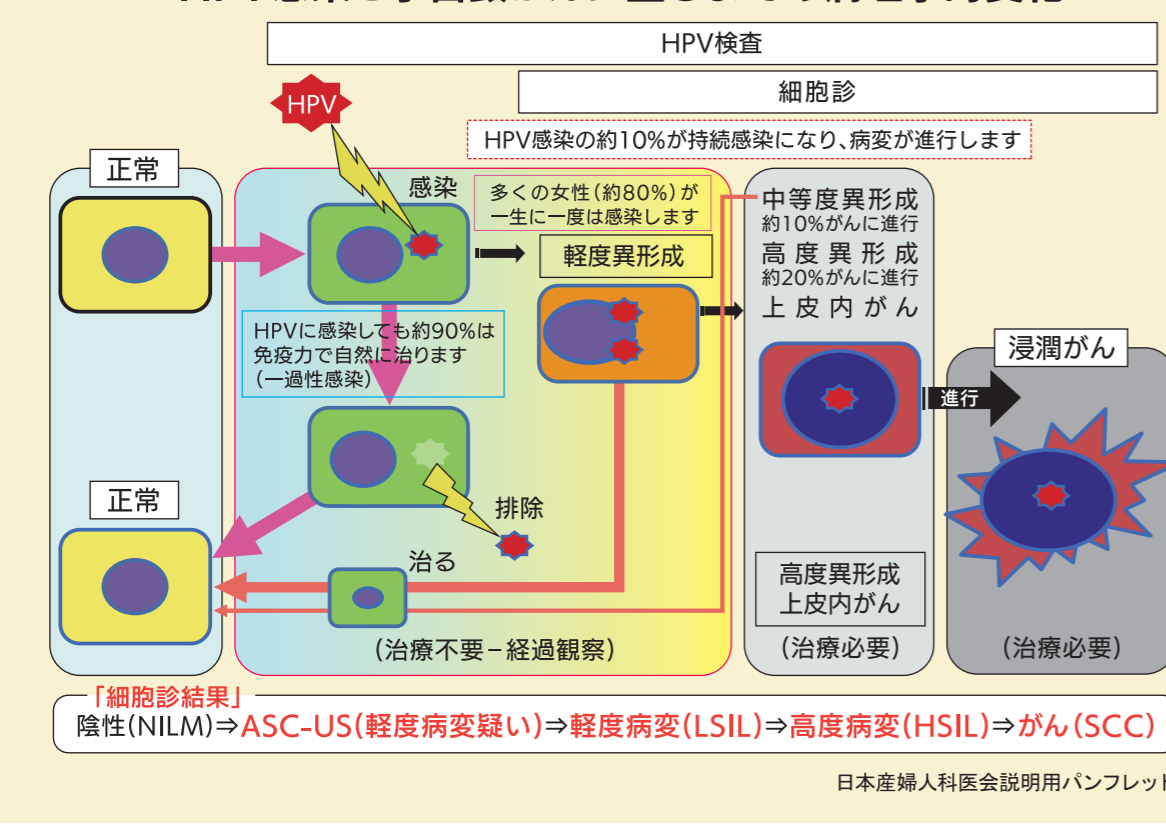 HPV検査
細胞診
HPV
HPV感染の約10%が持続感染になり、病変が進行します
正常
感染
多くの女性(約80%)が
一生に一度は感染します
軽度異形成
中等度異形成
約10%がんに進行
高度異形成
約20%がんに進行
上皮内がん
HPVに感染しても約90%は
免疫力で自然に治ります
(一過性感染)
浸潤がん
進行
正常
排除
治る
(治療不要−経過観察)
高度異形成
上皮内がん
(治療必要)
(治療必要)
「細胞診結果」
陰性(NILM)⇒ASC-US(軽度病変疑い)⇒軽度病変(LSIL)⇒高度病変(HSIL)⇒がん(SCC)
日本産婦人科医会説明用パンフレット